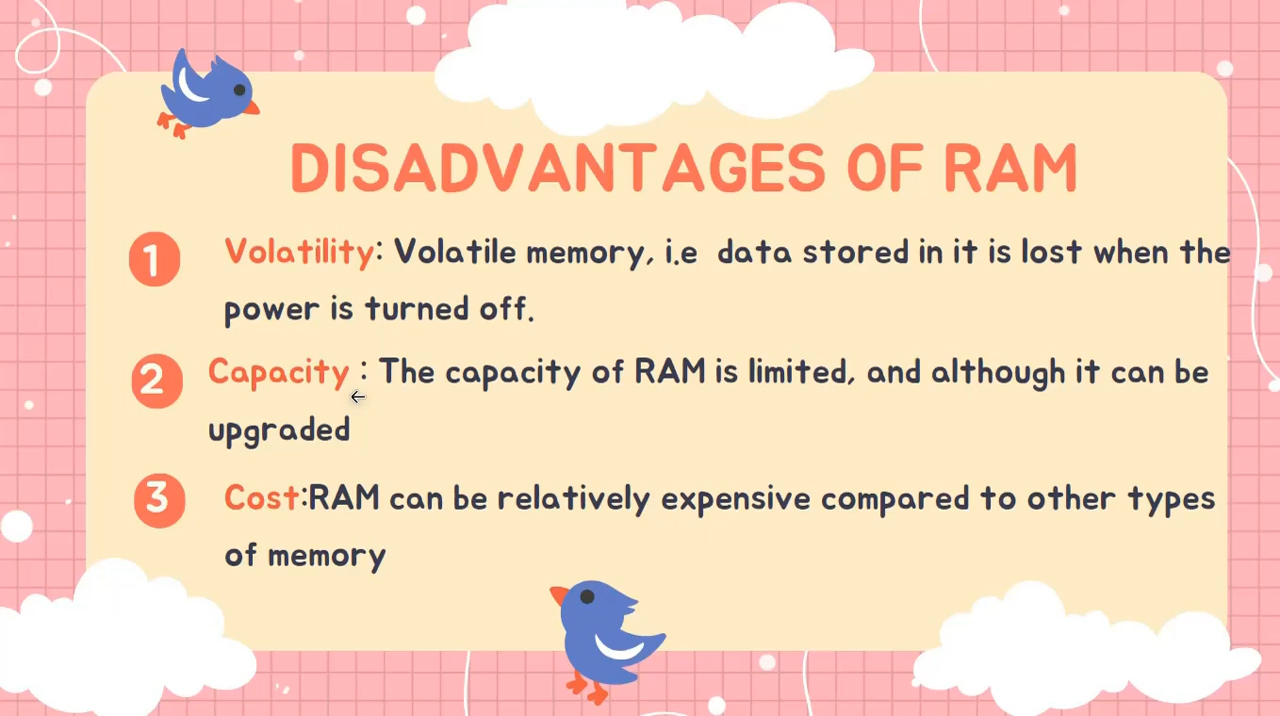 DISADVANTAGES OF RAM
1 Volatility: Volatile memory, i.e data stored in it is lost when the
power is turned off.
2 Capacity : The capacity of RAM is limited, and although it can be
upgraded
3 Cost:RAM can be relatively expensive compared to other types
of memory